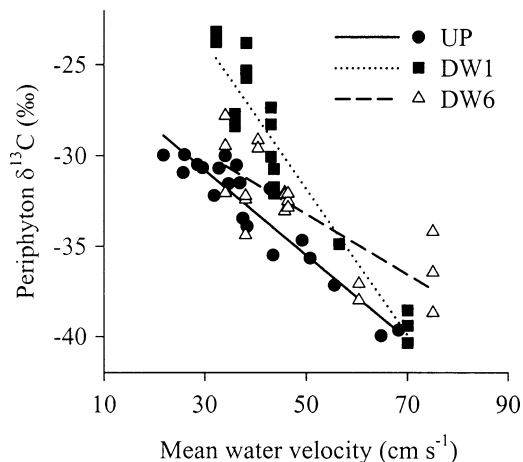 Periphyton δ13C (‰)
-25
-30
-35
-40
UP
DW1
DW6
10
30
50
70
90
Mean water velocity (cm s-1)